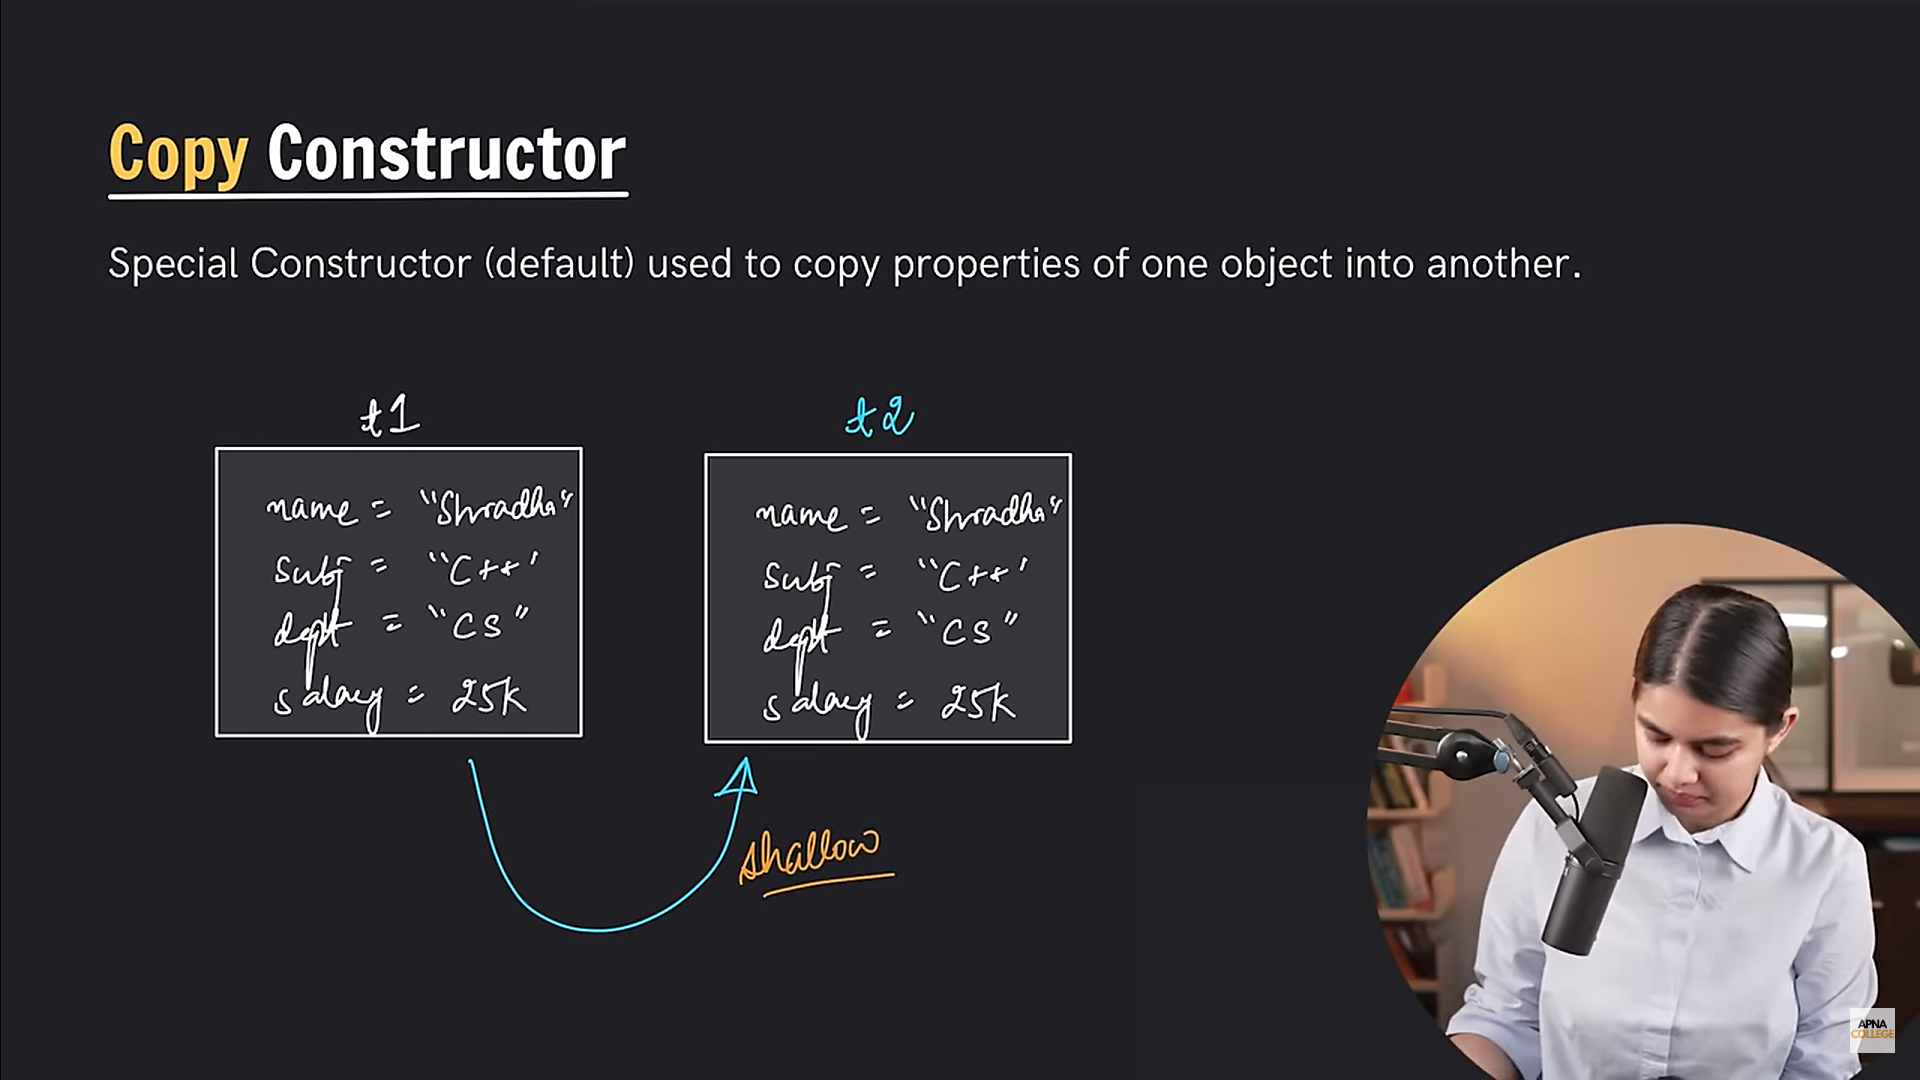 Copy Constructor
Special Constructor (default) used to copy properties of one object into another.
t1
name = "Shradha"
subj = "C++"
dept = "CS"
salary = 25K
t2
name = "Shradha"
subj = "C++"
dept = "CS"
salary = 25K
shallow
APNA
COLLEGE